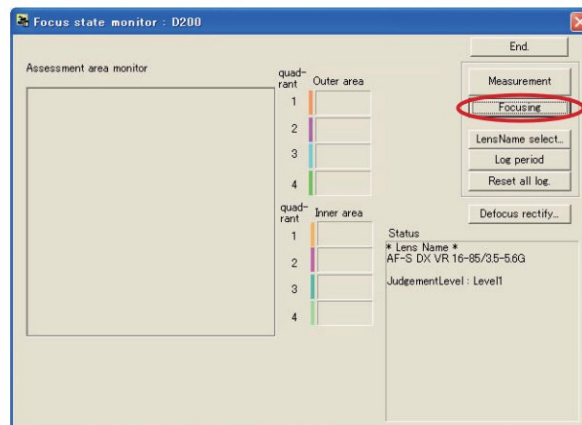 Focus state monitor : D200
End.
Assessment area monitor
quad-
rant
Outer area
1
2
3
4
quad-
rant
Inner area
1
2
3
4
Measurement
Focusing
LensName select...
Log period
Reset all log.
Defocus rectify...
Status
* Lens Name *
AF-S DX VR 16-85/3.5-5.6G
JudgementLevel : Level1